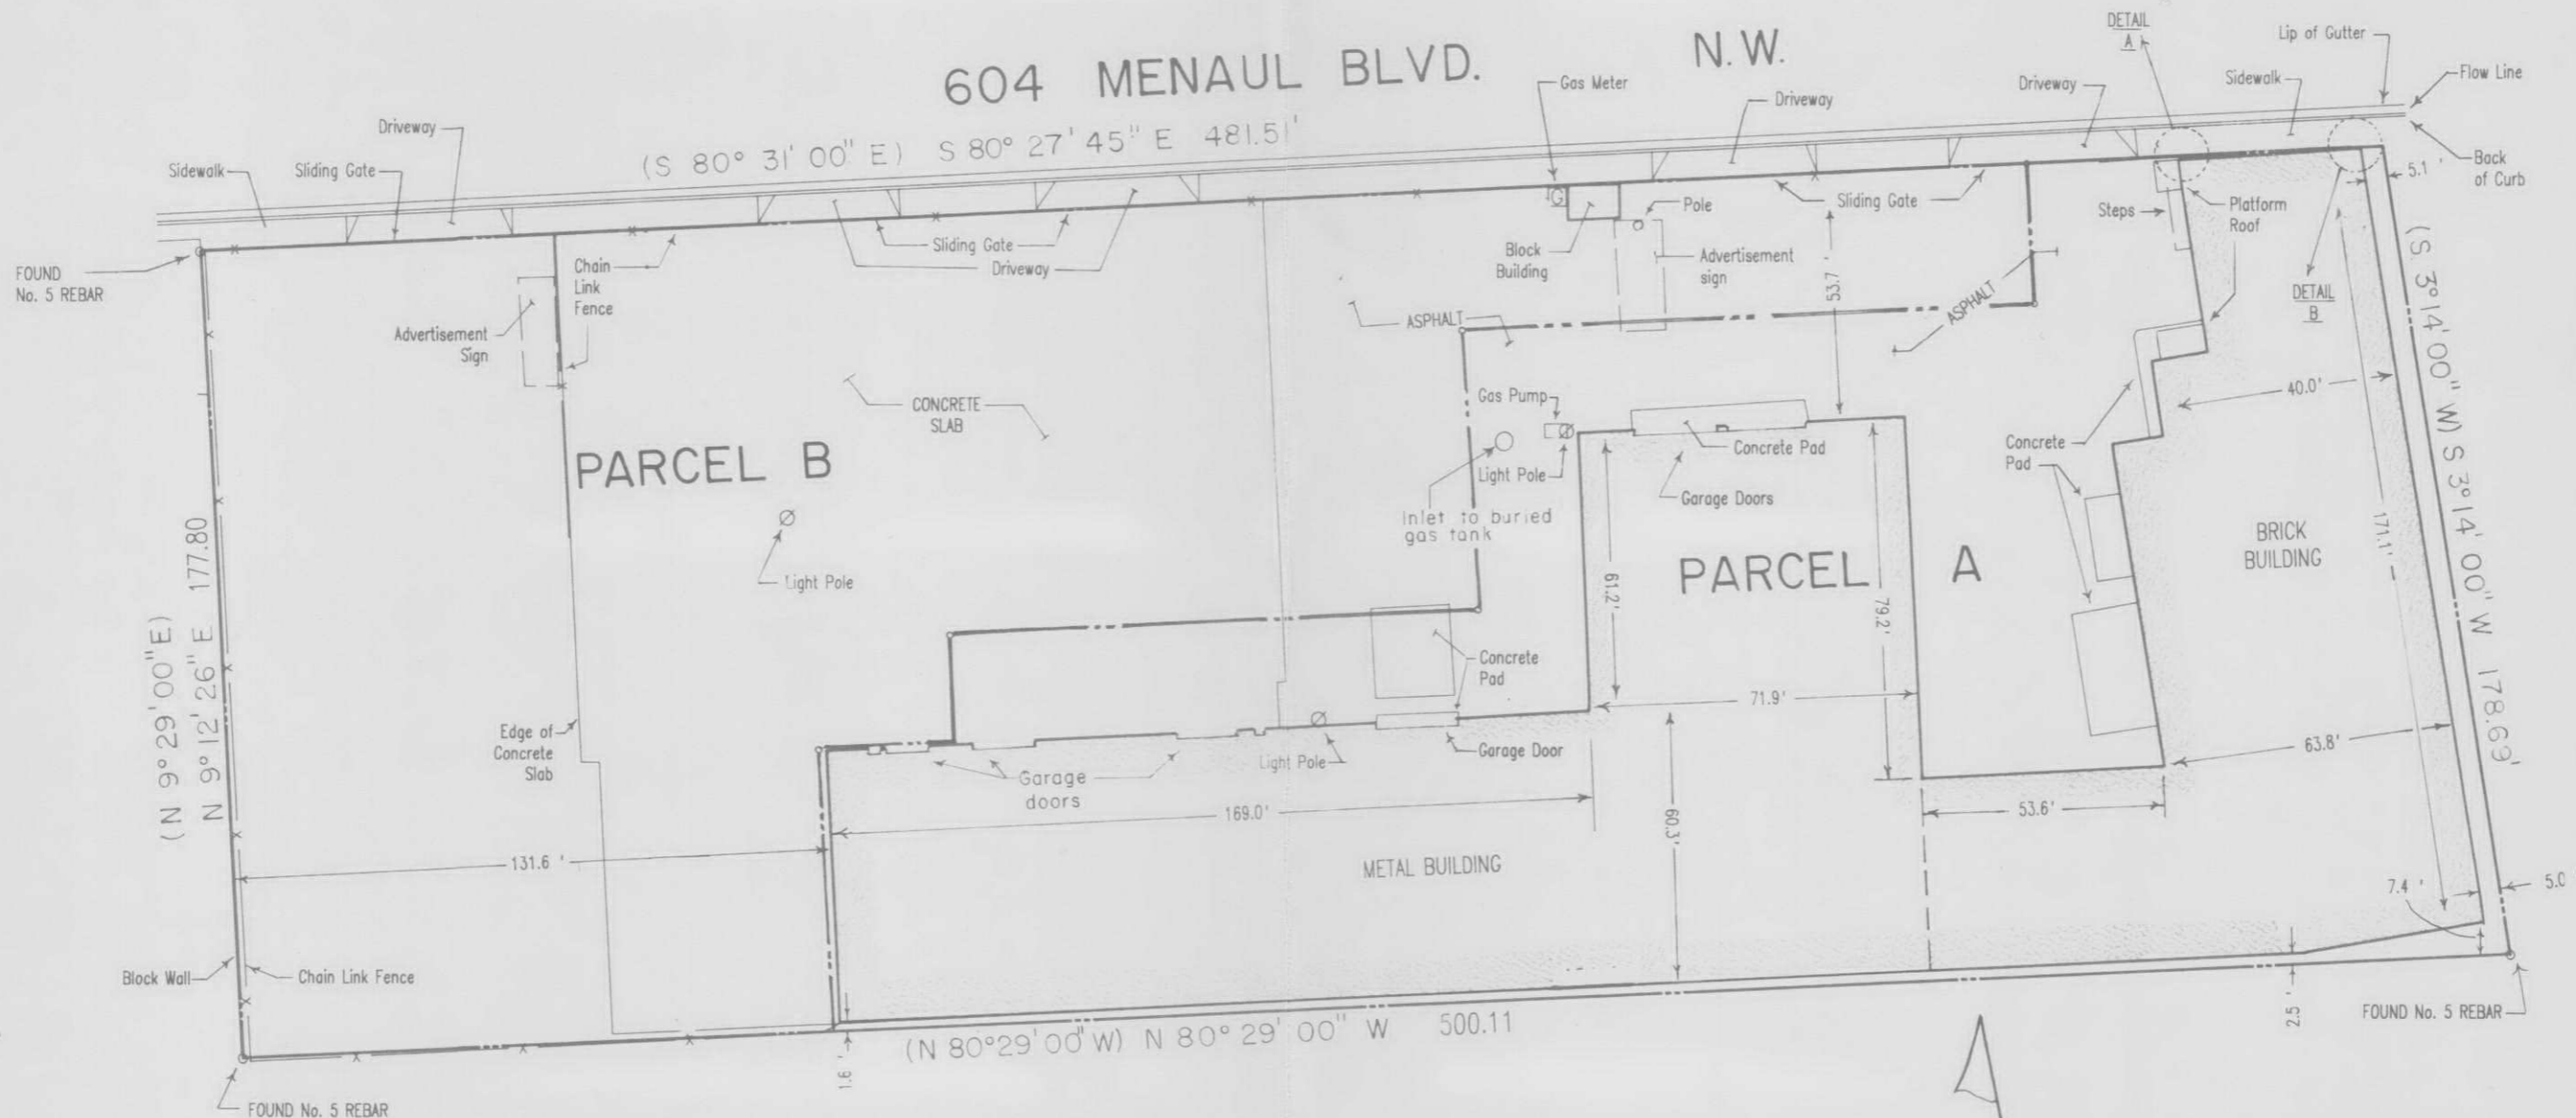 604 MENAUL BLVD. N.W.
(S 80° 31' 00" E) S 80° 27' 45" E 481.51'
DETAIL
A
Lip of Gutter
Flow Line
Gas Meter
Driveway
Driveway
Sidewalk
Back
of Curb
Driveway
Sidewalk
Sliding Gate
5.1 '
G
Pole
Sliding Gate
Steps
Platform
Roof
FOUND
No. 5 REBAR
Chain
Link
Fence
Sliding Gate
Driveway
Block
Building
Advertisement
sign
53.7 '
DETAIL
B
(S 3° 14' 00" W) S 3° 14' 00" W 178.69'
Advertisement
Sign
ASPHALT
ASPHALT
CONCRETE
SLAB
Gas Pump
40.0'
PARCEL B
Concrete Pad
Concrete
Pad
Light Pole
Garage Doors
Inlet to buried
gas tank
171.1'
BRICK
BUILDING
Light Pole
61.2'
PARCEL A
79.2'
(N 9° 29' 00" E)
N 9° 12' 26" E 177.80
Concrete
Pad
71.9'
Edge of
Concrete
Slab
Garage
doors
Light Pole
Garage Door
63.8'
169.0'
60.3'
53.6'
131.6 '
METAL BUILDING
7.4 '
5.0
Block Wall
Chain Link Fence
(N 80° 29' 00" W) N 80° 29' 00" W 500.11
1.6 '
2.5 '
FOUND No. 5 REBAR
FOUND No. 5 REBAR